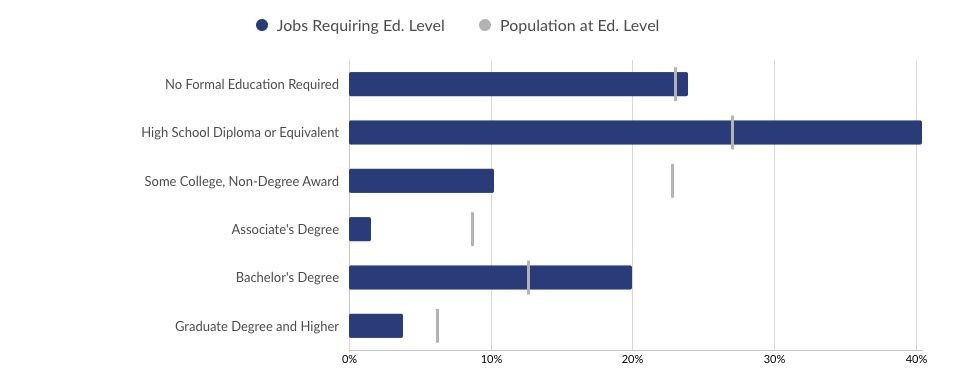 Jobs Requiring Ed. Level Population at Ed. Level
No Formal Education Required
High School Diploma or Equivalent
Some College, Non-Degree Award
Associate's Degree
Bachelor's Degree
Graduate Degree and Higher
0% 10% 20% 30% 40%